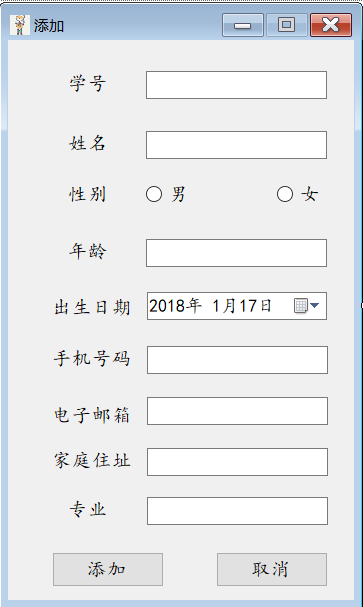 添加
学号
姓名
性别 男 女
年龄
出生日期 2018年 1月17日
手机号码
电子邮箱
家庭住址
专业
添加 取消